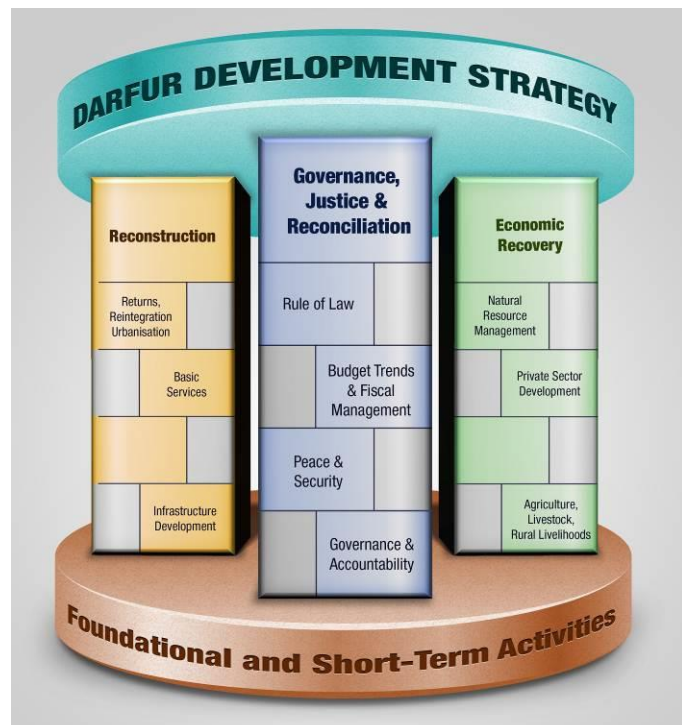 DARFUR DEVELOPMENT STRATEGY
Reconstruction
Returns,
Reintegration
Urbanisation
Basic
Services
Infrastructure
Development
Governance,
Justice &
Reconciliation
Rule of Law
Budget Trends
& Fiscal
Management
Peace &
Security
Governance &
Accountability
Economic
Recovery
Natural
Resource
Management
Private Sector
Development
Agriculture,
Livestock,
Rural Livelihoods
Foundational and Short-Term Activities